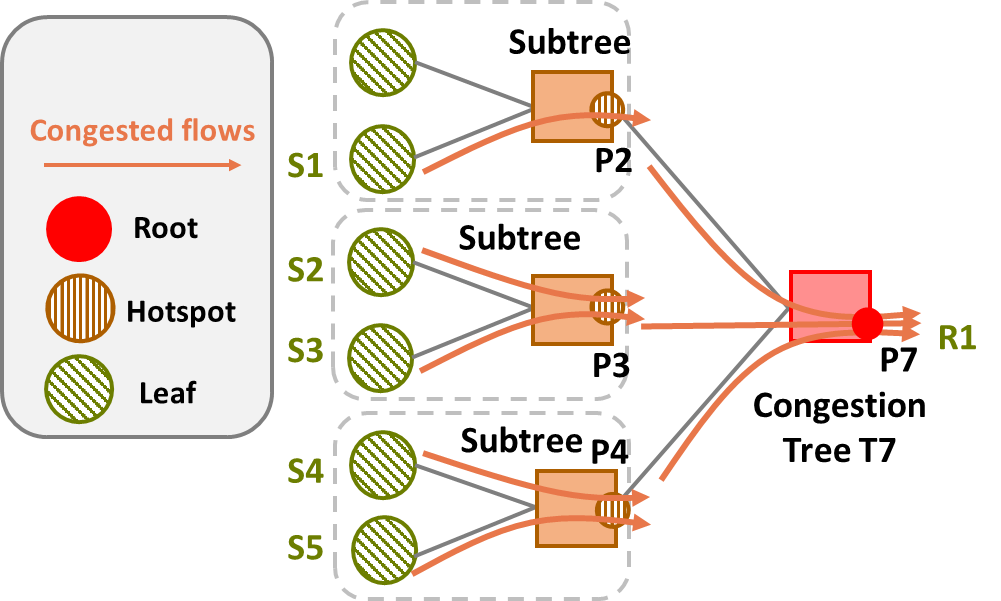 Congested flows
Root
Hotspot
Leaf
Subtree
S1
P2
Subtree
S2
S3
P3
Subtree
P4
S4
S5
R1
P7
Congestion
Tree T7